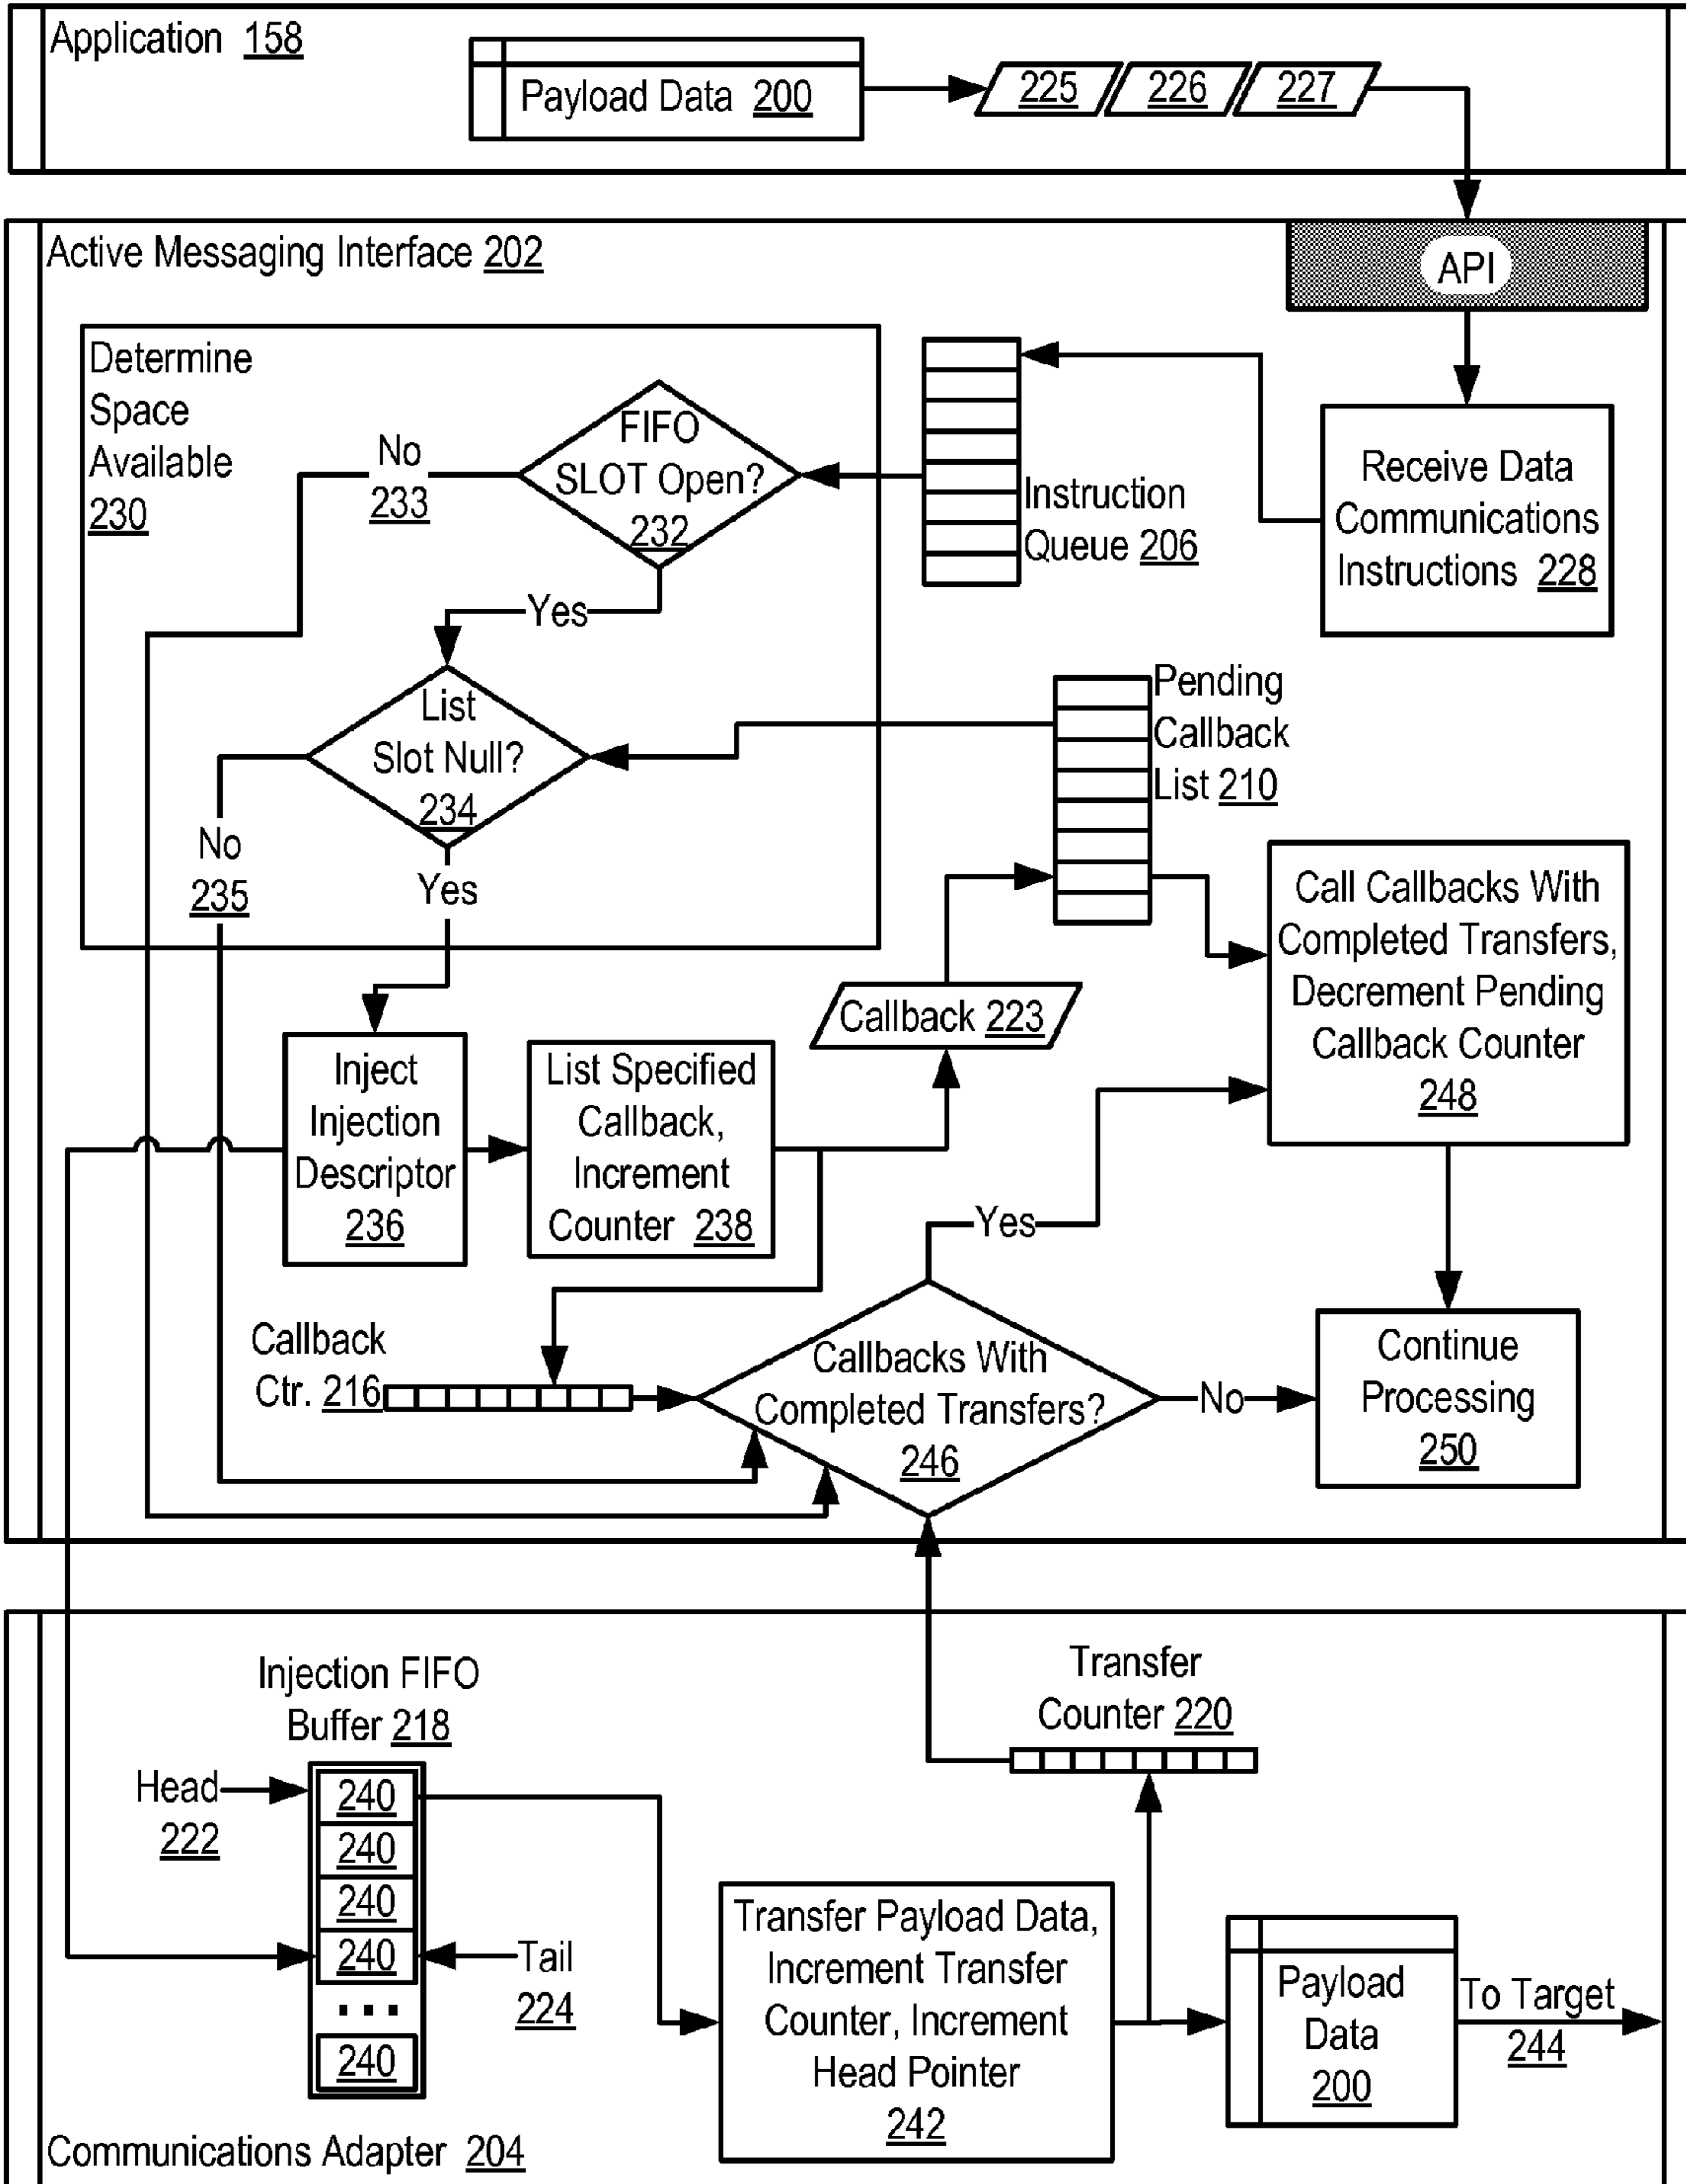 Application 158
Payload Data 200
225 226 227
Active Messaging Interface 202
API
Determine
Space
Available
230
FIFO
SLOT Open?
232
No
233
Instruction
Queue 206
Receive Data
Communications
Instructions 228
Yes
List
Slot Null?
234
Pending
Callback
List 210
No
235
Yes
Call Callbacks With
Completed Transfers,
Decrement Pending
Callback Counter
248
Callback 223
Inject
Injection
Descriptor
236
List Specified
Callback,
Increment
Counter 238
Yes
Callback
Ctr. 216
Callbacks With
Completed Transfers?
246
No
Continue
Processing
250
Injection FIFO
Buffer 218
Transfer
Counter 220
Head
222
240
240
240
240
...
240
Tail
224
Transfer Payload Data,
Increment Transfer
Counter, Increment
Head Pointer
242
Payload
Data
200
To Target
244
Communications Adapter 204